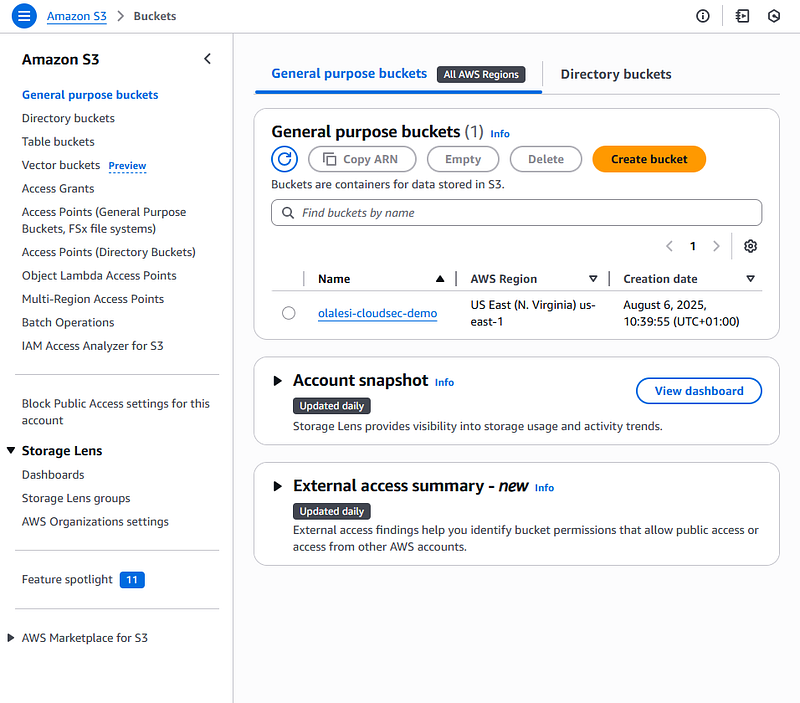 Amazon S3 > Buckets
Amazon S3
General purpose buckets
Directory buckets
Table buckets
Vector buckets Preview
Access Grants
Access Points (General Purpose
Buckets, FSx file systems)
Access Points (Directory Buckets)
Object Lambda Access Points
Multi-Region Access Points
Batch Operations
IAM Access Analyzer for S3
Block Public Access settings for this
account
Storage Lens
Dashboards
Storage Lens groups
AWS Organizations settings
Feature spotlight 11
AWS Marketplace for S3
General purpose buckets All AWS Regions Directory buckets
General purpose buckets (1) Info
Copy ARN Empty Delete Create bucket
Buckets are containers for data stored in S3.
Find buckets by name
1
Name AWS Region Creation date
olalesi-cloudsec-demo
US East (N. Virginia) us-
east-1
August 6, 2025,
10:39:55 (UTC+01:00)
Account snapshot Info
View dashboard
Updated daily
Storage Lens provides visibility into storage usage and activity trends.
External access summary - new Info
Updated daily
External access findings help you identify bucket permissions that allow public access or
access from other AWS accounts.